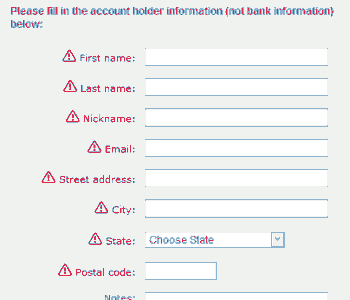 Please fill in the account holder information (not bank information)
below:
First name:
Last name:
Nickname:
Email:
Street address:
City:
State: Choose State
Postal code:
Notes: